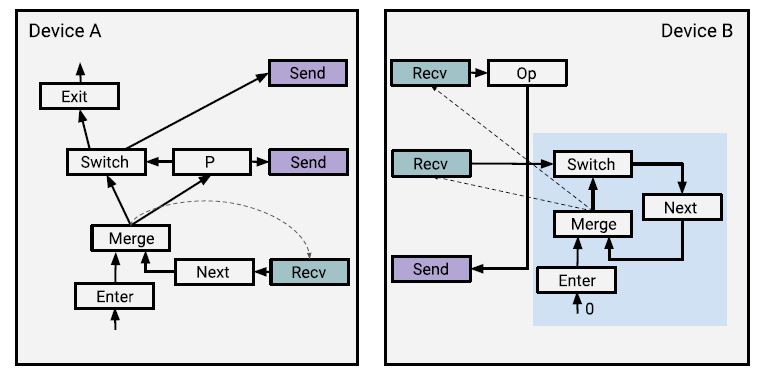 Device A
Send
Exit
Switch
P
Send
Merge
Next
Recv
Enter
Device B
Recv
Op
Recv
Switch
Next
Merge
Send
Enter
0